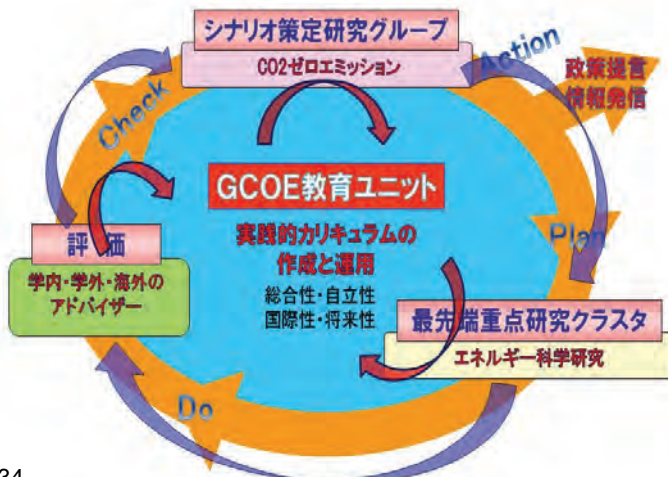 シナリオ策定研究グループ
CO2ゼロエミッション
Action
政策提言
情報発信
Check
GCOE教育ユニット
実践的カリキュラムの
作成と運用
総合性・自立性
国際性・将来性
評価
学内・学外・海外の
アドバイザー
Plan
最先端重点研究クラスタ
エネルギー科学研究
Do
34